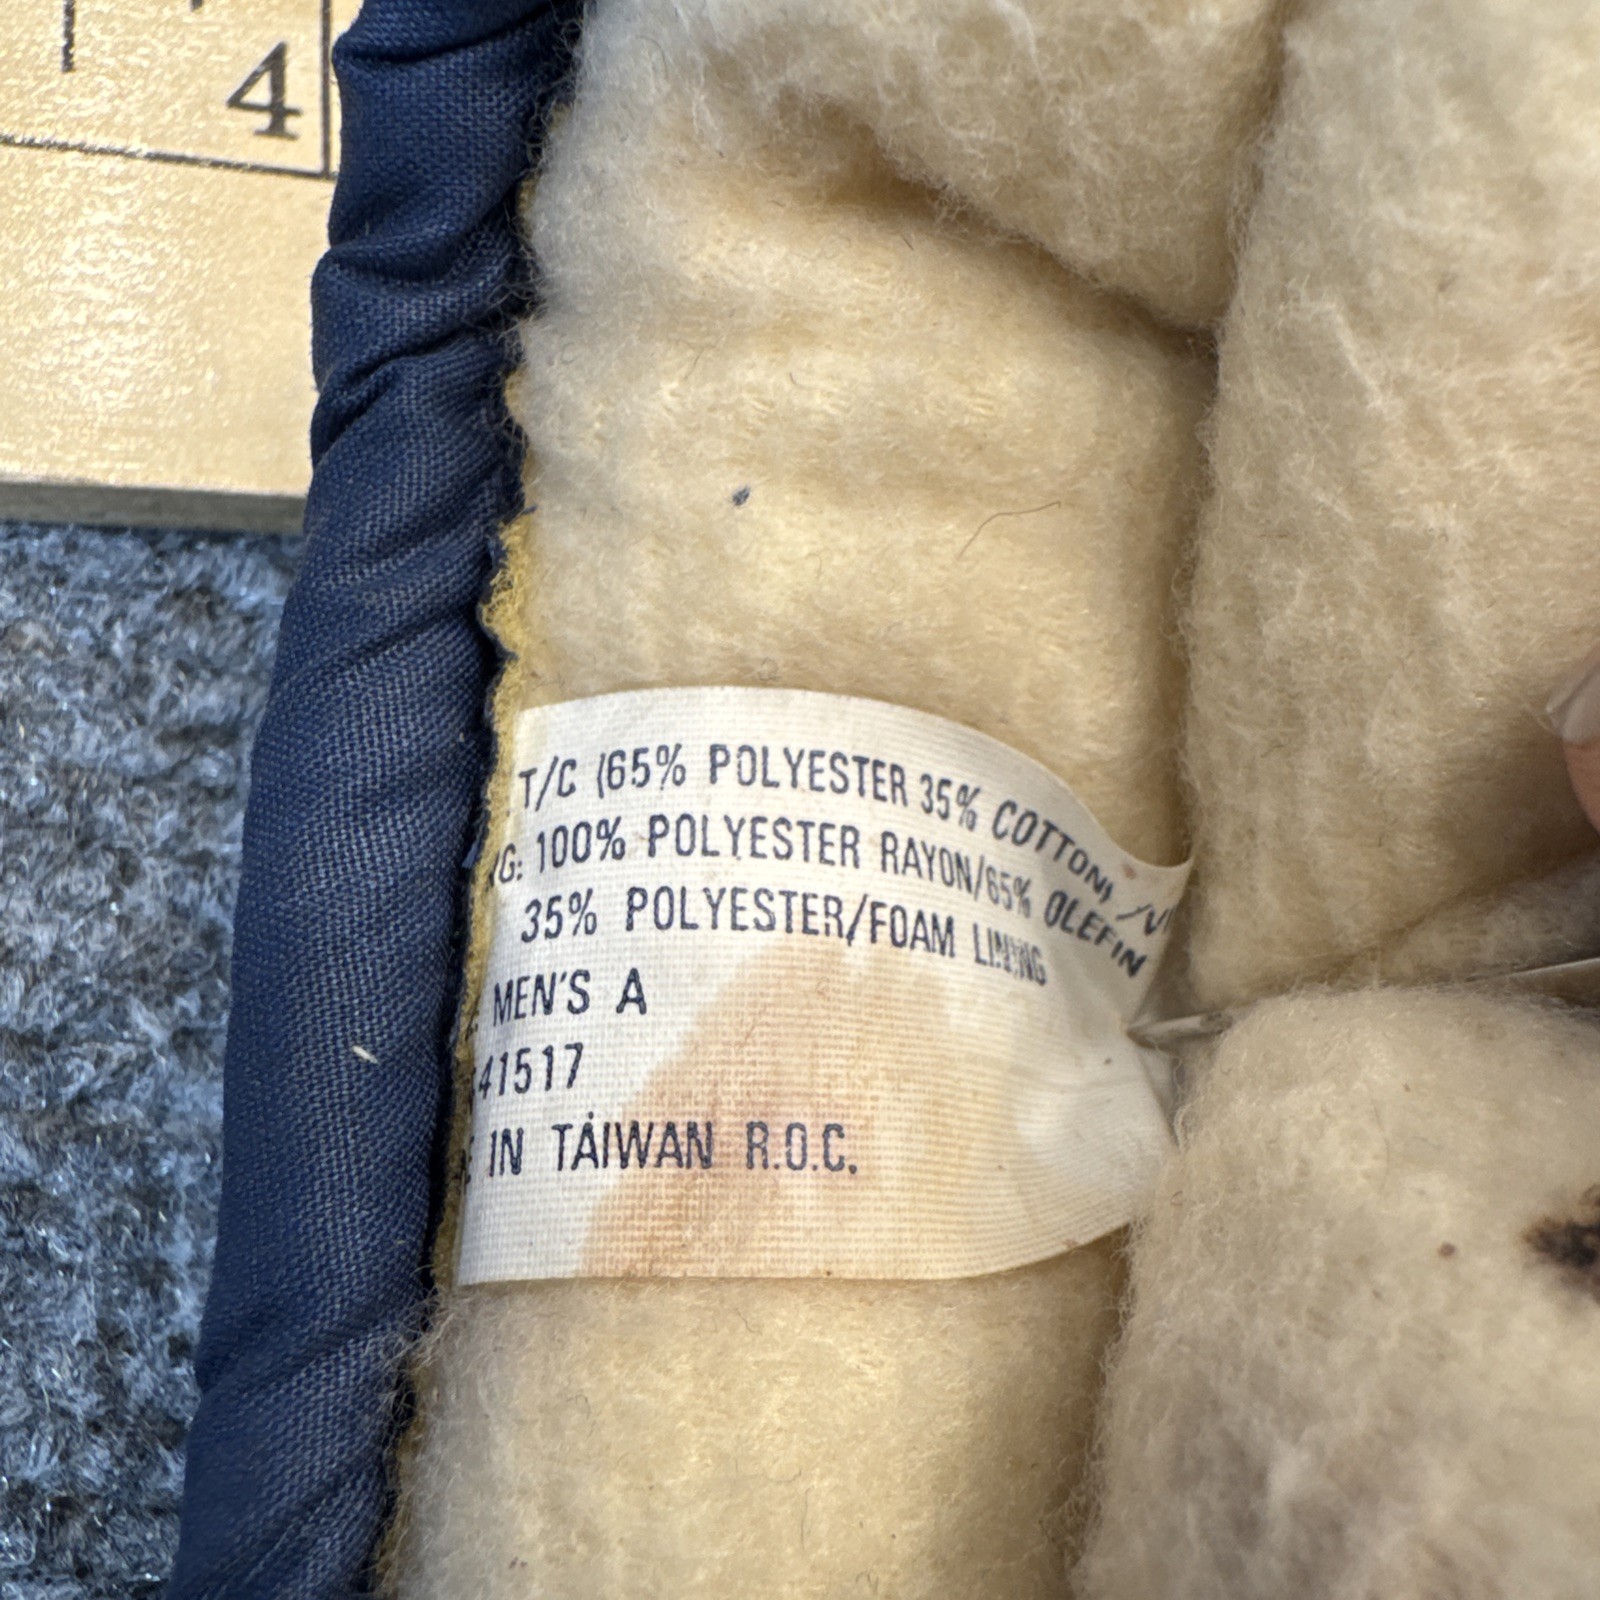 4
T/C (65% POLYESTER 35% COTTON),
100% POLYESTER RAYON/65% OLEFIN
35% POLYESTER/FOAM LINING
MEN'S A
41517
IN TAIWAN R.O.C.